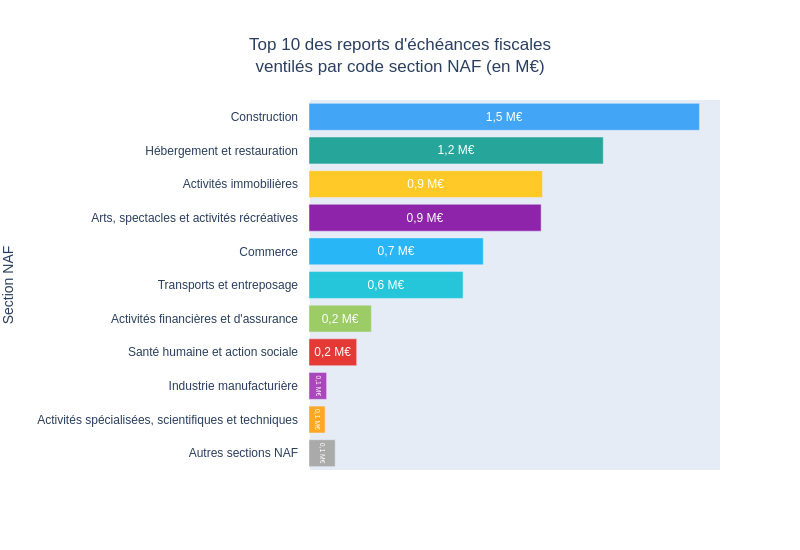 Top 10 des reports d'échéances fiscales
ventilés par code section NAF (en M€)
Section NAF
Construction 1,5 M€
Hébergement et restauration 1,2 M€
Activités immobilières 0,9 M€
Arts, spectacles et activités récréatives 0,9 M€
Commerce 0,7 M€
Transports et entreposage 0,6 M€
Activités financières et d'assurance 0,2 M€
Santé humaine et action sociale 0,2 M€
Industrie manufacturière 0,1 M€
Activités spécialisées, scientifiques et techniques 0,1 M€
Autres sections NAF 0,1 M€